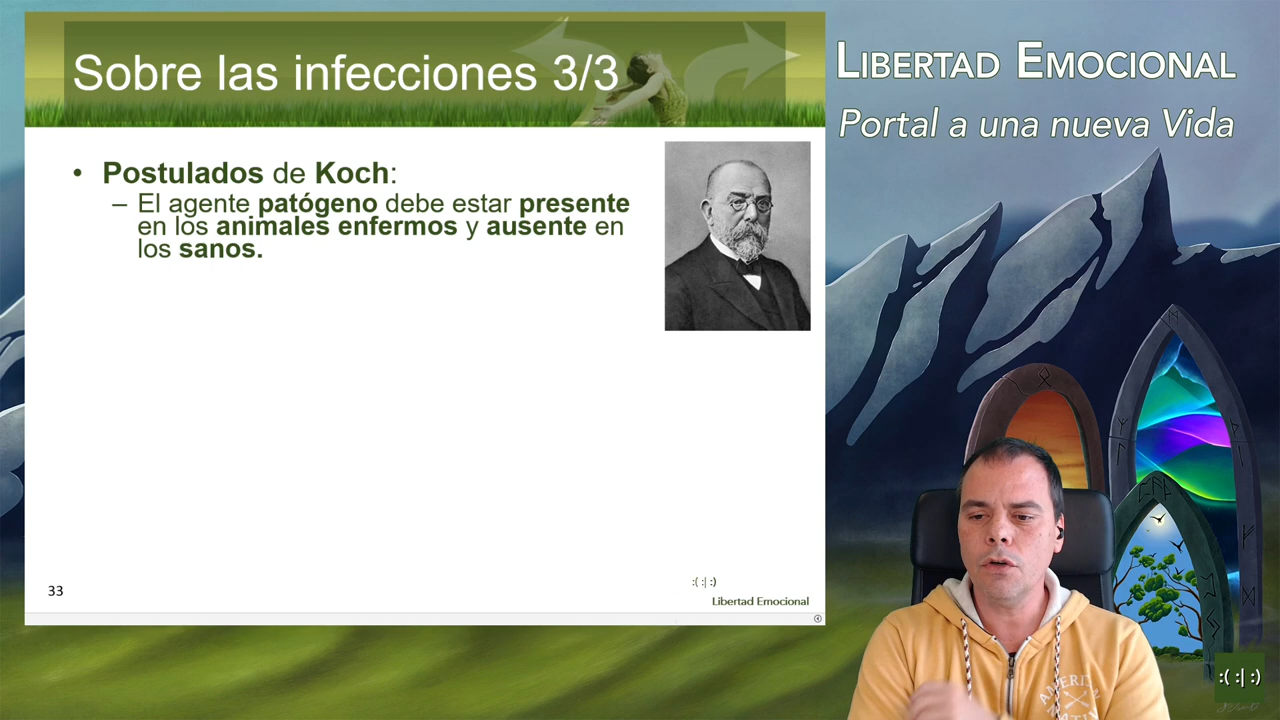 Sobre las infecciones 3/3
LIBERTAD EMOCIONAL
Portal a una nueva Vida
• Postulados de Koch:
– El agente patógeno debe estar presente
en los animales enfermos y ausente en
los sanos.
33
:( :| :)
Libertad Emocional
:( :| :)